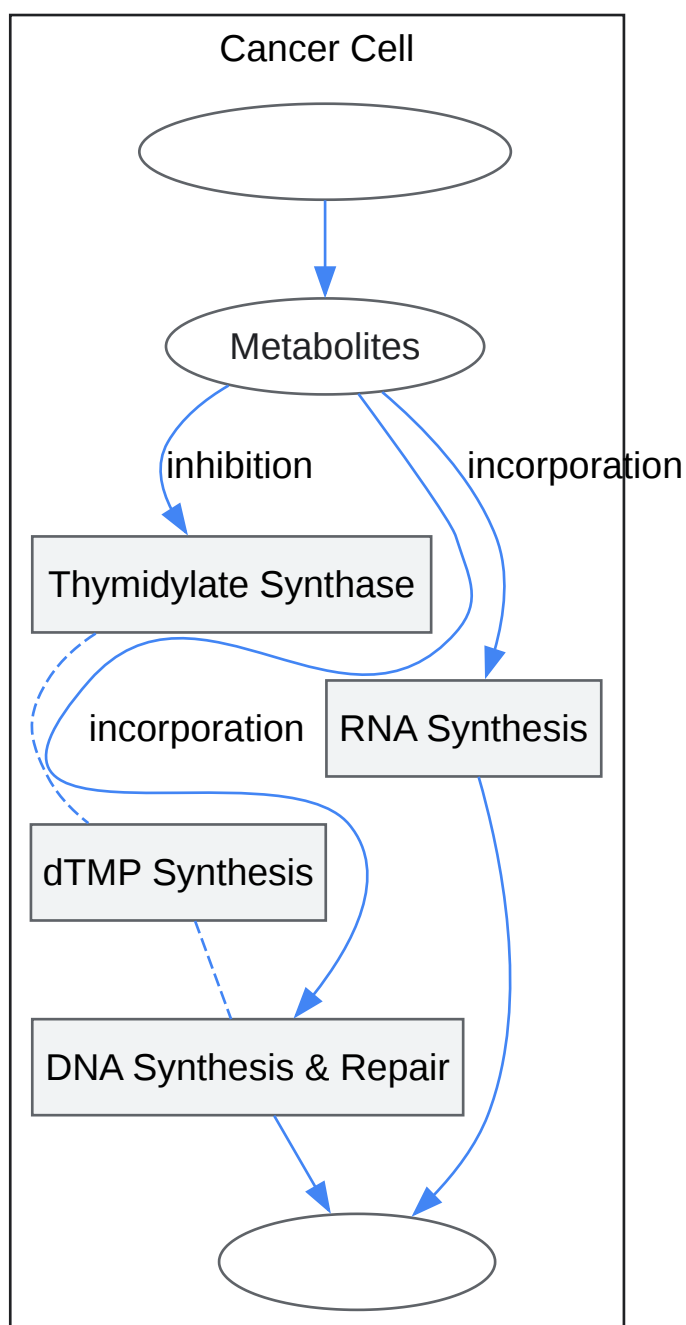 Cancer Cell
Metabolites
inhibition
incorporation
Thymidylate Synthase
incorporation
RNA Synthesis
dTMP Synthesis
DNA Synthesis & Repair